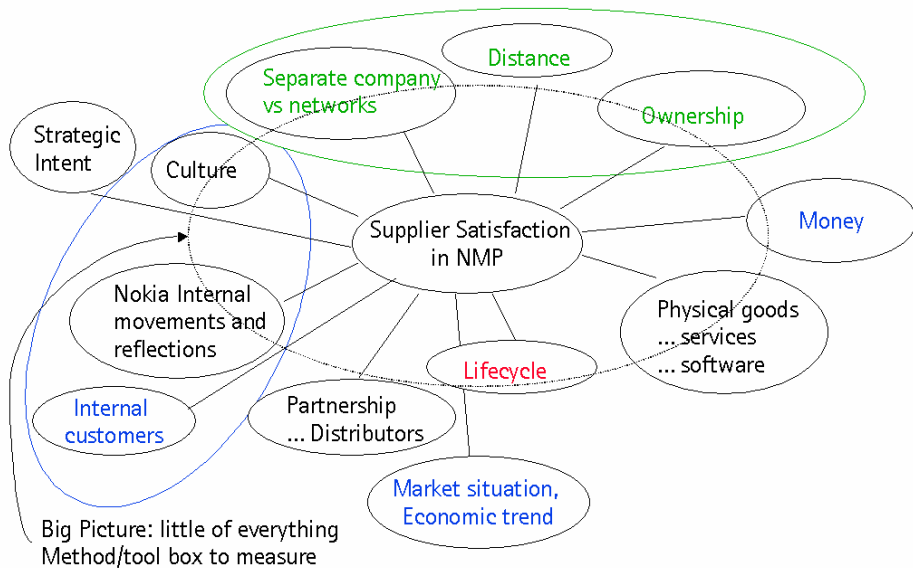 Distance
Separate company
vs networks
Ownership
Strategic
Intent
Culture
Supplier Satisfaction
in NMP
Money
Nokia Internal
movements and
reflections
Physical goods
... services
... software
Lifecycle
Internal
customers
Partnership
... Distributors
Market situation,
Economic trend
Big Picture: little of everything
Method/tool box to measure